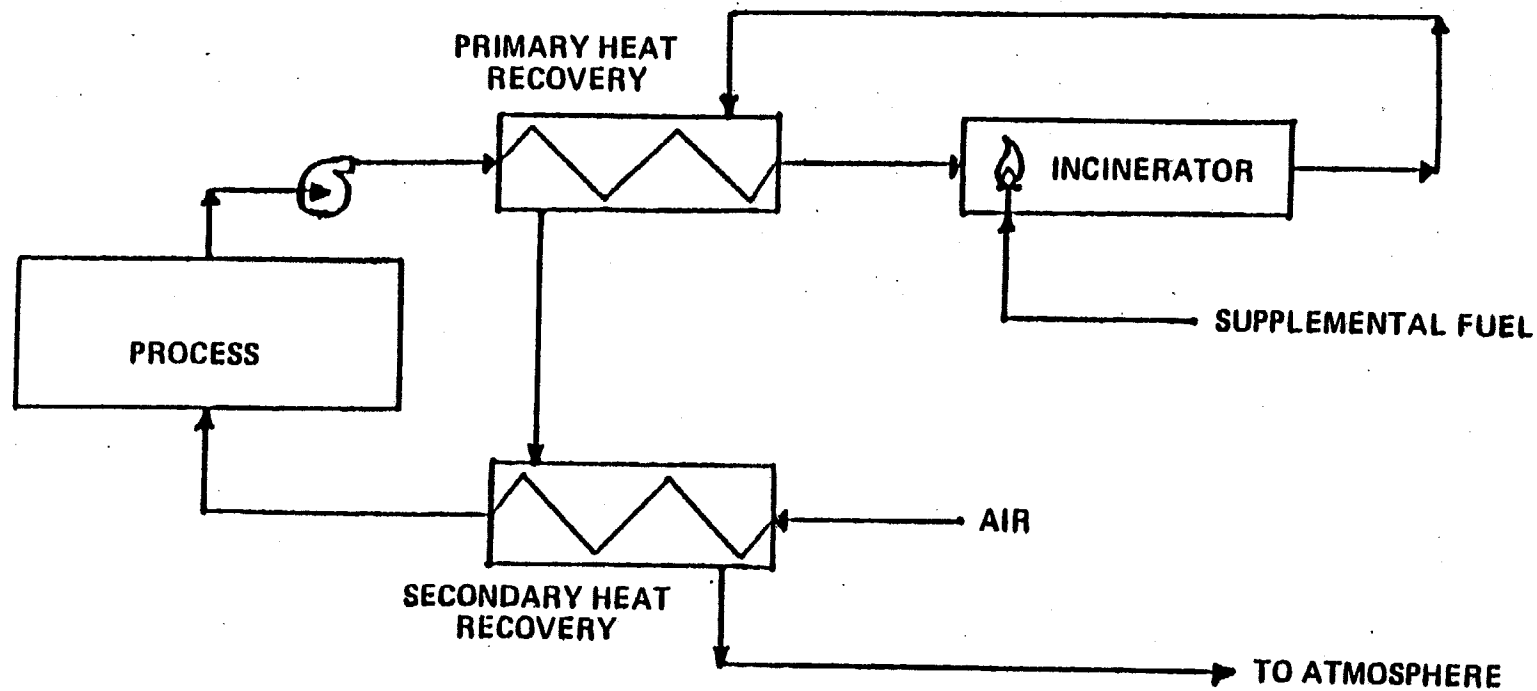 PRIMARY HEAT
RECOVERY
INCINERATOR
SUPPLEMENTAL FUEL
PROCESS
AIR
SECONDARY HEAT
RECOVERY
TO ATMOSPHERE